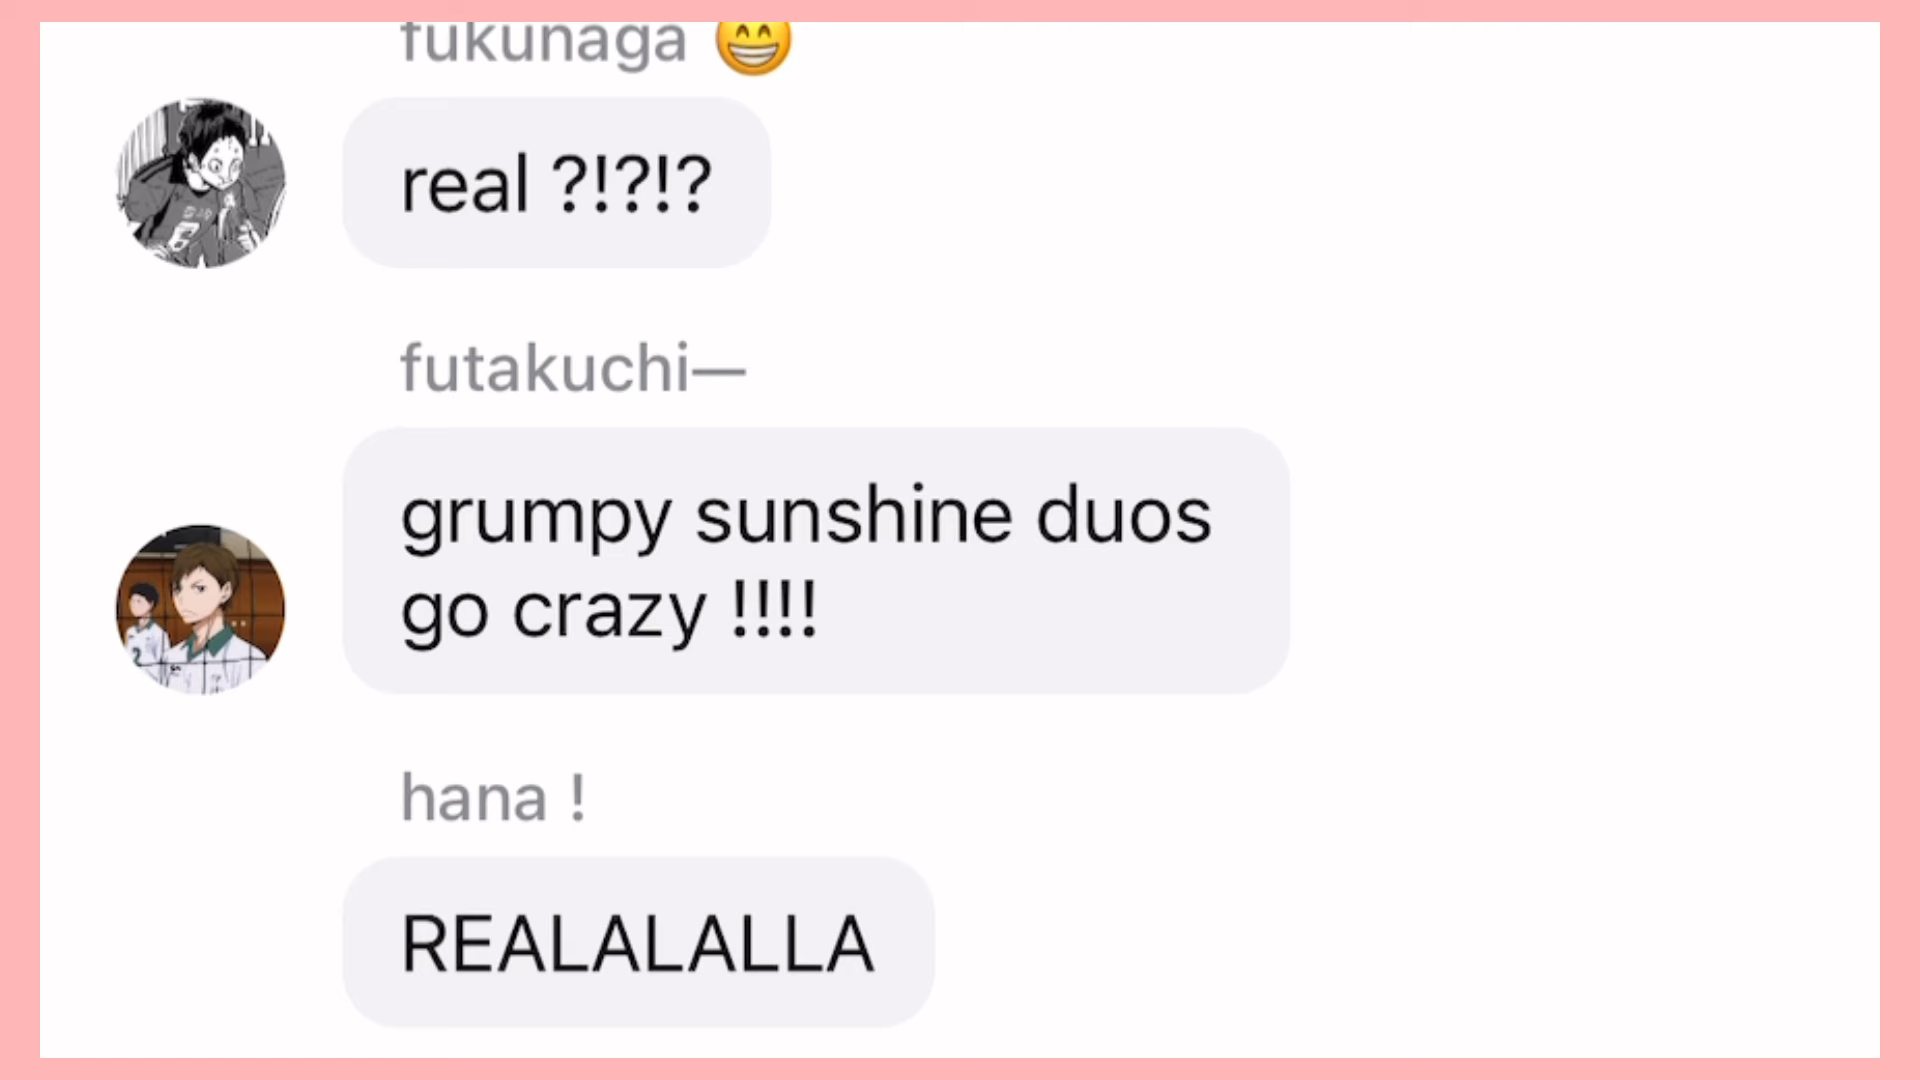 fukunaga 😁
real ?!?!?
futakuchi—
grumpy sunshine duos
go crazy !!!!
hana !
REALALALLA